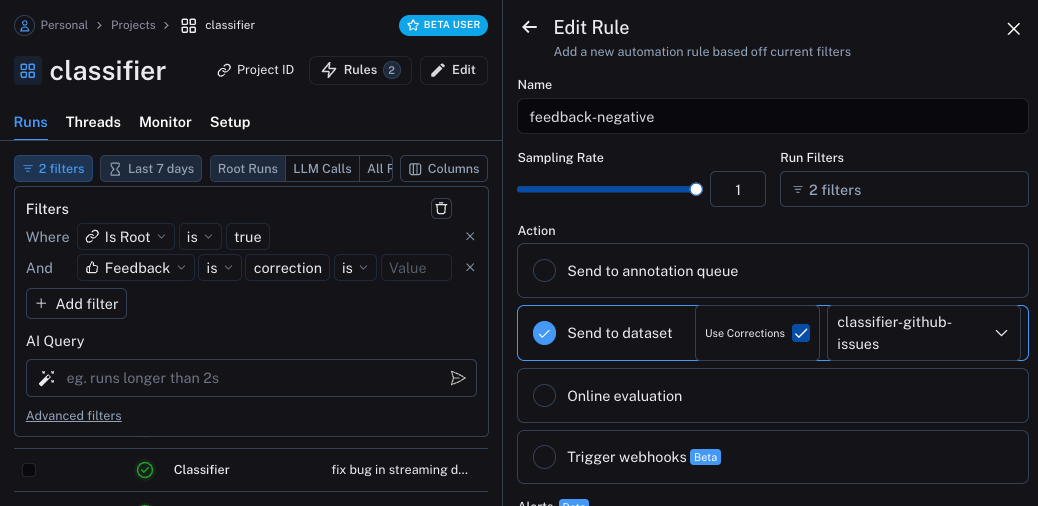 Personal > Projects > classifier
BETA USER
classifier
Project ID
Rules 2
Edit
Runs Threads Monitor Setup
2 filters
Last 7 days
Root Runs
LLM Calls
All
Columns
Filters
Where Is Root is true
And Feedback is correction is Value
+ Add filter
AI Query
eg. runs longer than 2s
Advanced filters
Classifier fix bug in streaming d...
Edit Rule
Add a new automation rule based off current filters
Name
feedback-negative
Sampling Rate
1
Run Filters
2 filters
Action
Send to annotation queue
Send to dataset
Use Corrections
classifier-github-
issues
Online evaluation
Trigger webhooks Beta
Alerts Beta